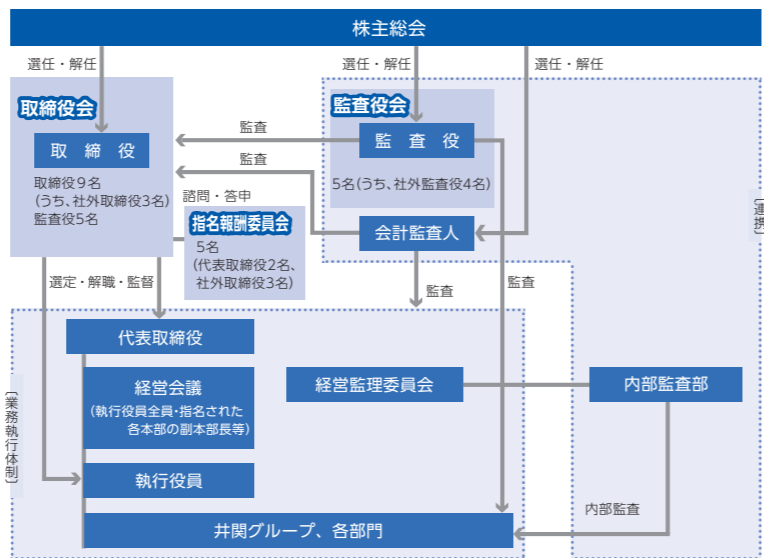 株主総会
選任・解任
選任・解任
選任・解任
取締役会
取 締 役
取締役9名
(うち、社外取締役3名)
監査役5名
監査
監査
監査役会
監 査 役
5名(うち、社外監査役4名)
会計監査人
諮問・答申
指名報酬委員会
5名
(代表取締役2名、
社外取締役3名)
〔連携〕
選定・解職・監督
監査
監査
代表取締役
経営会議
(執行役員全員・指名された
各本部の副本部長等)
経営監理委員会
内部監査部
〔業務執行体制〕
執行役員
内部監査
井関グループ、各部門